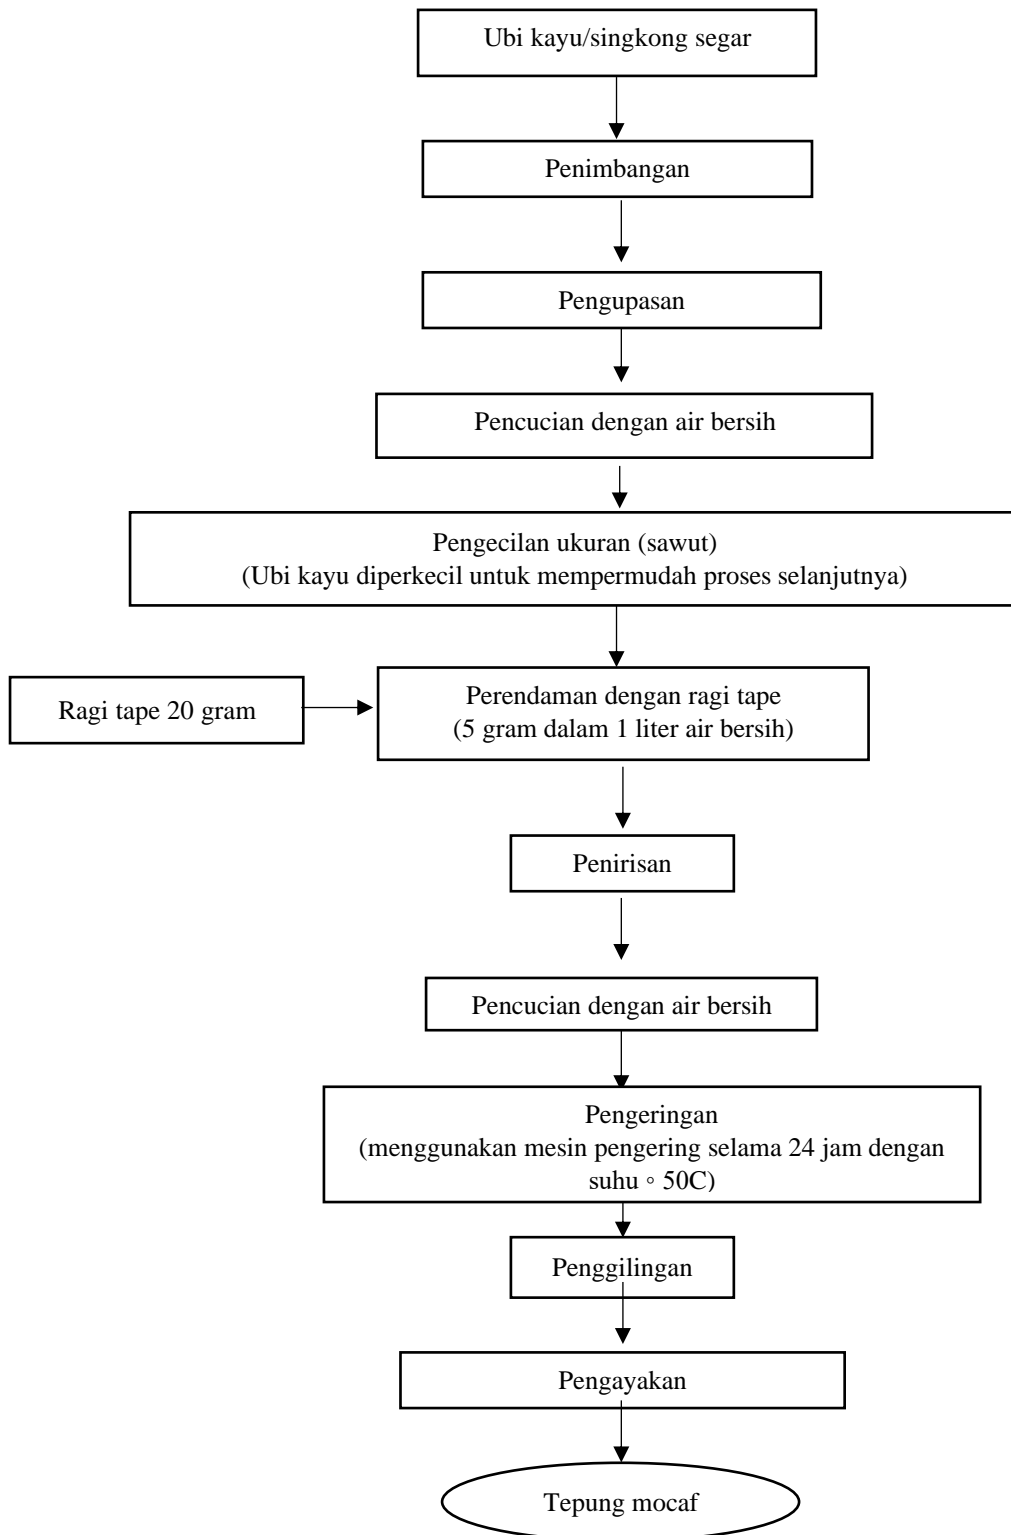 Ubi kayu/singkong segar
Penimbangan
Pengupasan
Pencucian dengan air bersih
Pengecilan ukuran (sawut)
(Ubi kayu diperkecil untuk mempermudah proses selanjutnya)
Ragi tape 20 gram
Perendaman dengan ragi tape
(5 gram dalam 1 liter air bersih)
Penirisan
Pencucian dengan air bersih
Pengeringan
(menggunakan mesin pengering selama 24 jam dengan
suhu ◦ 50C)
Penggilingan
Pengayakan
Tepung mocaf